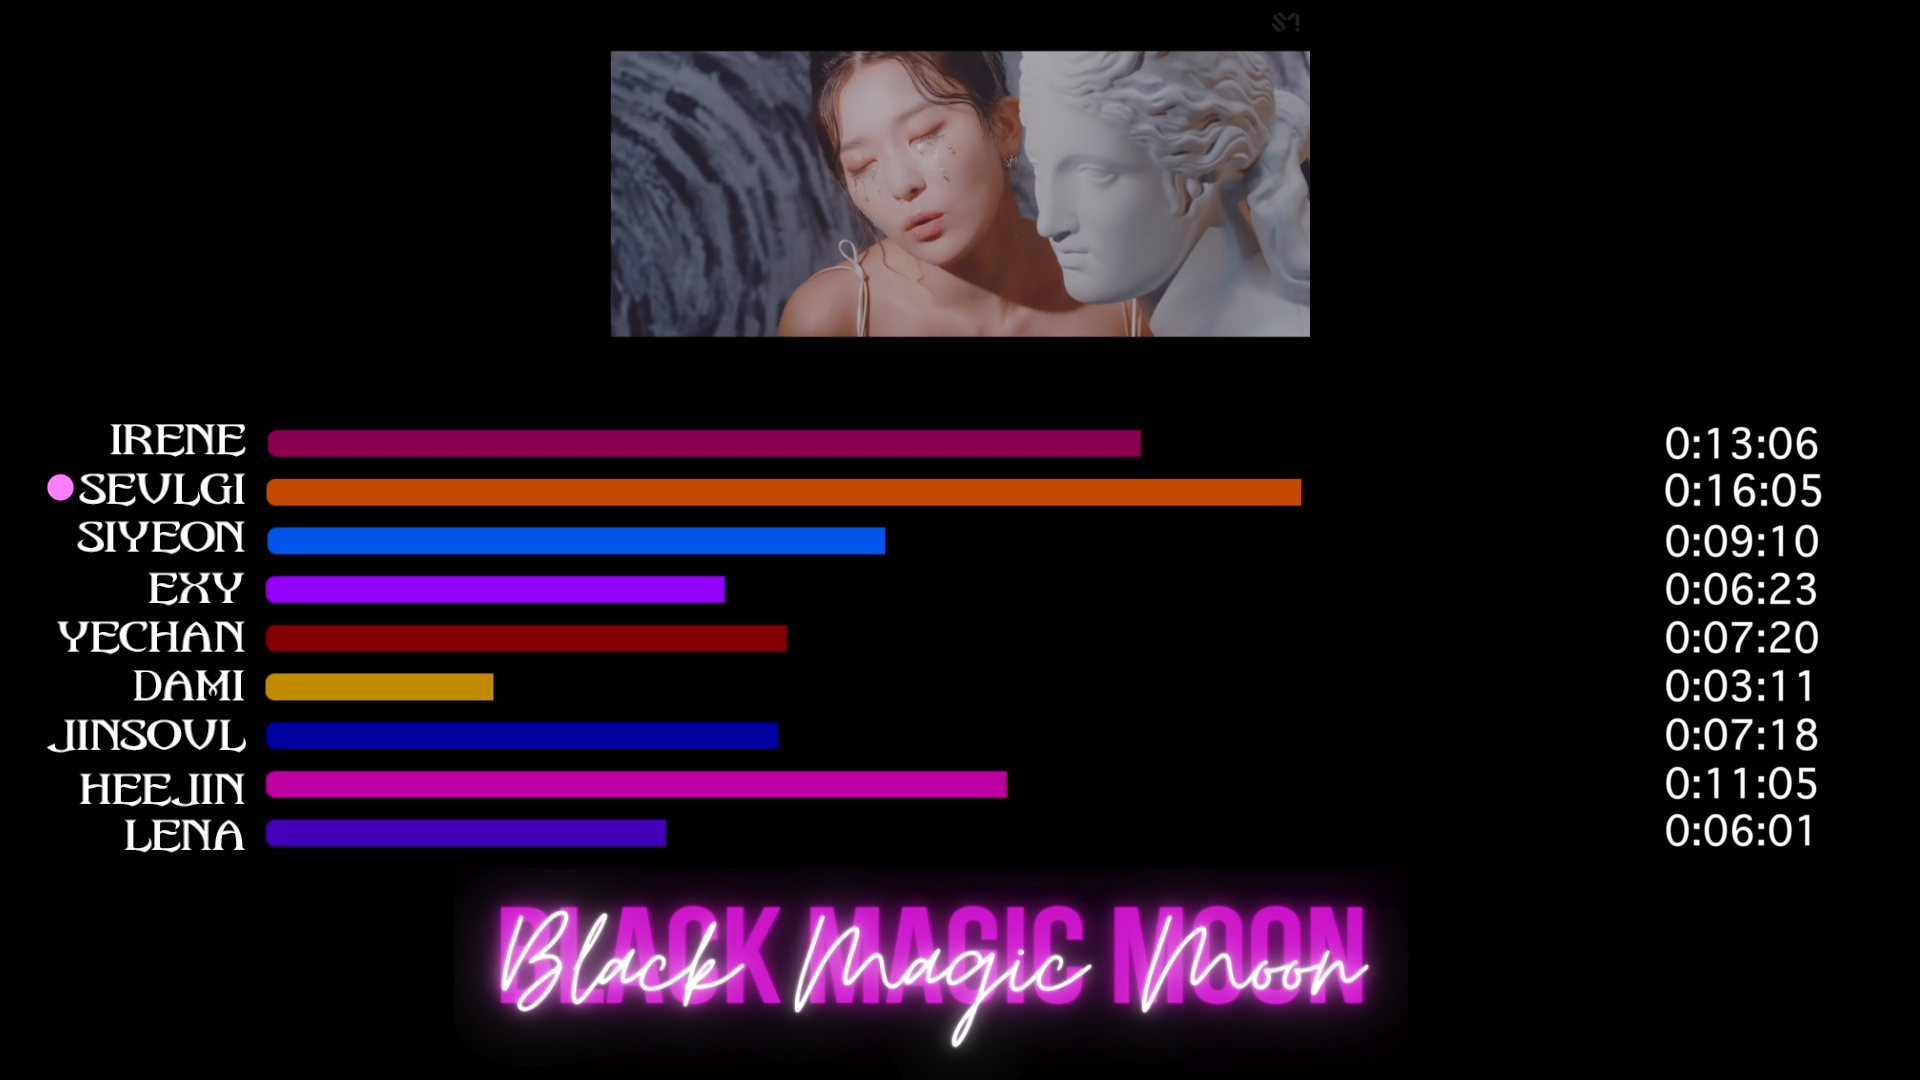 SM
IRENE 0:13:06
SEULGI 0:16:05
SIYEON 0:09:10
EXY 0:06:23
YECHAN 0:07:20
DAMI 0:03:11
JINSOUL 0:07:18
HEEJIN 0:11:05
LENA 0:06:01
BLACK MAGIC MOON
Black Magic Moon